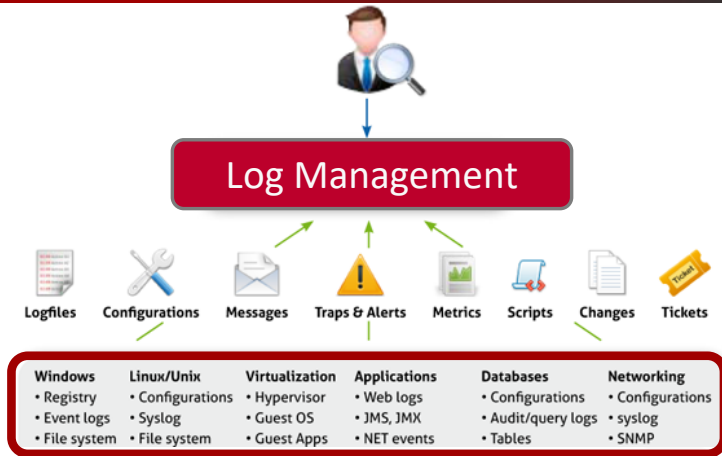 Log Management
Logfiles Configurations Messages Traps & Alerts Metrics Scripts Changes Tickets
Ticket
Windows Linux/Unix Virtualization Applications Databases Networking
• Registry • Configurations • Hypervisor • Web logs • Configurations • Configurations
• Event logs • Syslog • Guest OS • JMS, JMX • Audit/query logs • syslog
• File system • File system • Guest Apps • NET events • Tables • SNMP